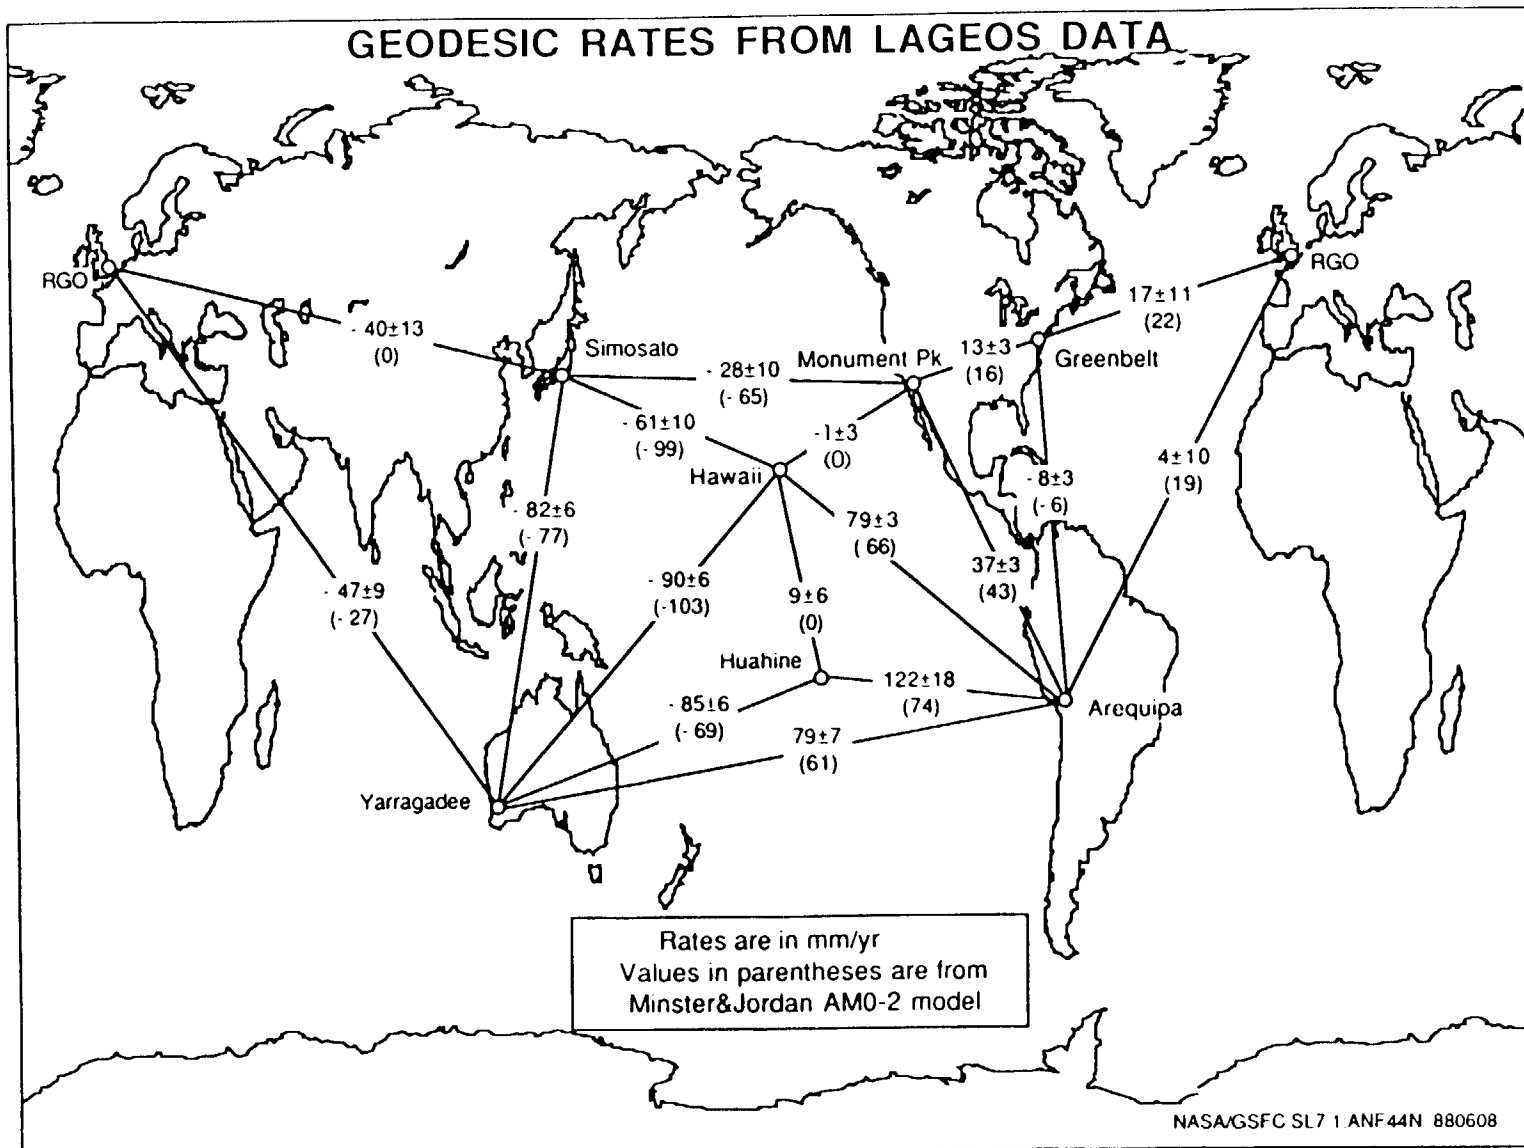 GEODESIC RATES FROM LAGEOS DATA
RGO
RGO
17±11
(22)
- 40±13
(0)
Simosato
Monument Pk
13±3
(16)
Greenbelt
- 28±10
(- 65)
- 61±10
(- 99)
-1±3
(0)
Hawaii
4±10
(19)
- 8±3
(- 6)
- 82±6
(- 77)
79±3
(66)
37±3
(43)
- 47±9
(- 27)
- 90±6
(-103)
9±6
(0)
Huahine
122±18
(74)
Arequipa
- 85±6
(- 69)
79±7
(61)
Yarragadee
Rates are in mm/yr
Values in parentheses are from
Minster&Jordan AM0-2 model
NASA/GSFC SL7 1 ANF44N 880608